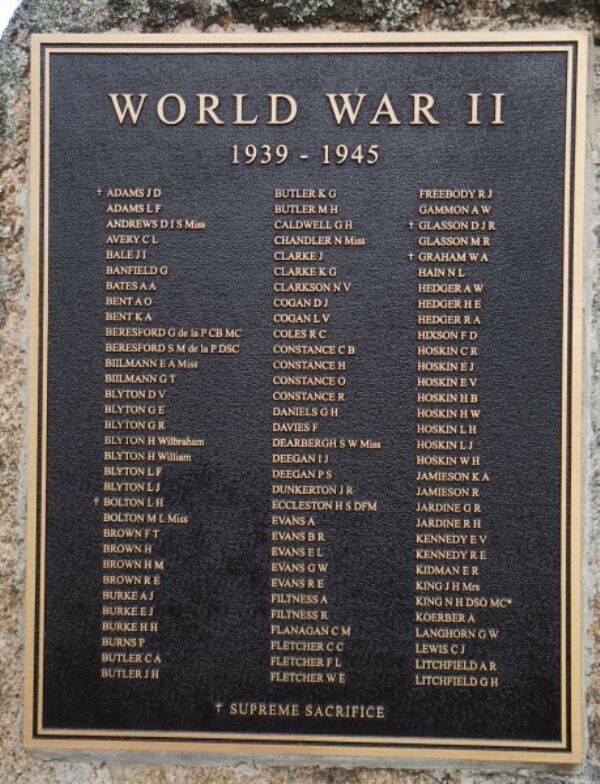 WORLD WAR II
1939 - 1945
† ADAMS J D
ADAMS L F
ANDREWS D I S Miss
AVERY C L
BALE J I
BANFIELD G
BATES A A
BENT A O
BENT K A
BERESFORD G de la P CB MC
BERESFORD S M de la P DSC
BIILMANN E A Miss
BIILMANN G T
BLYTON D V
BLYTON G E
BLYTON G R
BLYTON H Wilbraham
BLYTON H William
BLYTON L F
BLYTON L J
† BOLTON L H
BOLTON M L Miss
BROWN F T
BROWN H
BROWN H M
BROWN R E
BURKE A J
BURKE E J
BURKE H H
BURNS P
BUTLER C A
BUTLER J H
BUTLER K G
BUTLER M H
CALDWELL G H
CHANDLER N Miss
CLARKE J
CLARKE K G
CLARKSON N V
COGAN D J
COGAN L V
COLES R C
CONSTANCE C B
CONSTANCE H
CONSTANCE O
CONSTANCE R
DANIELS G H
DAVIES F
DEARBERGH S W Miss
DEEGAN I J
DEEGAN P S
DUNKERTON J R
ECCLESTON H S DFM
EVANS A
EVANS B R
EVANS E L
EVANS G W
EVANS R E
FILTNESS A
FILTNESS R
FLANAGAN C M
FLETCHER C C
FLETCHER F L
FLETCHER W E
FREEBODY R J
GAMMON A W
† GLASSON D J R
GLASSON M R
† GRAHAM W A
HAIN N L
HEDGER A W
HEDGER H E
HEDGER R A
HIXSON F D
HOSKIN C R
HOSKIN E J
HOSKIN E V
HOSKIN H B
HOSKIN H W
HOSKIN L H
HOSKIN L J
HOSKIN W H
JAMIESON K A
JAMIESON R
JARDINE G R
JARDINE R H
KENNEDY E V
KENNEDY R E
KIDMAN E R
KING J H Mrs
KING N H DSO MC*
KOERBER A
LANGHORN G W
LEWIS C J
LITCHFIELD A R
LITCHFIELD G H
† SUPREME SACRIFICE